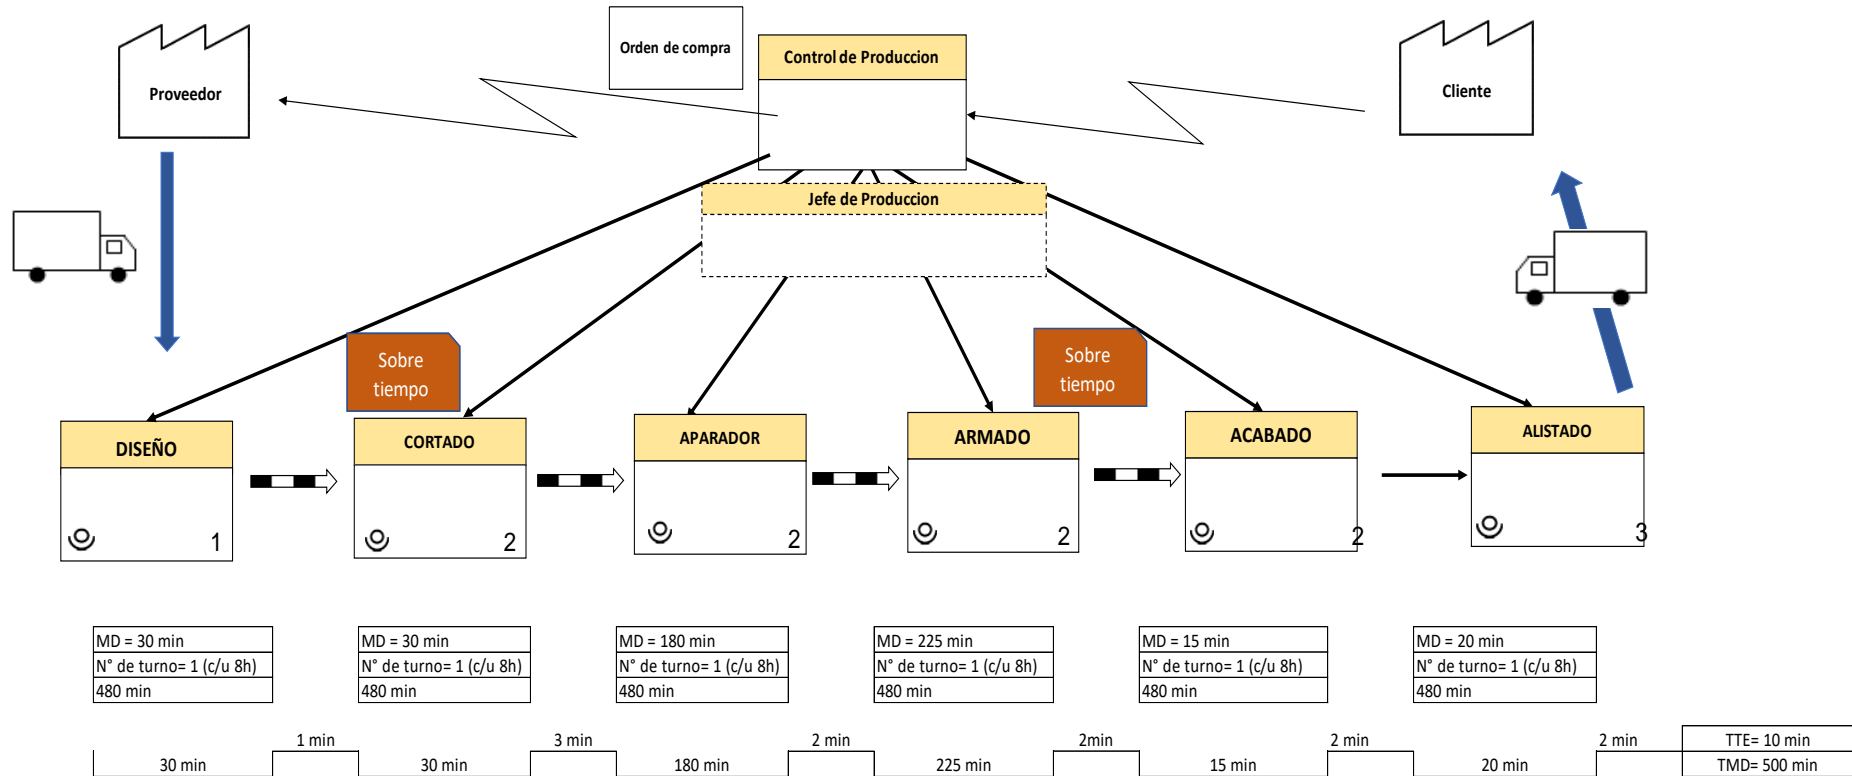 Orden de compra
Control de Produccion
Proveedor
Cliente
Jefe de Produccion
Sobre
tiempo
Sobre
tiempo
DISEÑO
1
CORTADO
2
APARADOR
2
ARMADO
2
ACABADO
2
ALISTADO
3
MD = 30 min
N° de turno= 1 (c/u 8h)
480 min
MD = 30 min
N° de turno= 1 (c/u 8h)
480 min
MD = 180 min
N° de turno= 1 (c/u 8h)
480 min
MD = 225 min
N° de turno= 1 (c/u 8h)
480 min
MD = 15 min
N° de turno= 1 (c/u 8h)
480 min
MD = 20 min
N° de turno= 1 (c/u 8h)
480 min
1 min
3 min
2 min
2min
2 min
2 min
TTE= 10 min
30 min
30 min
180 min
225 min
15 min
20 min
TMD= 500 min